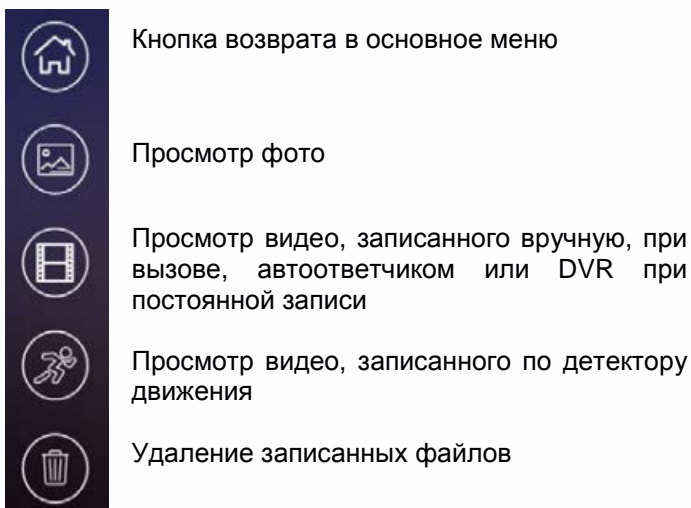 Кнопка возврата в основное меню
Просмотр фото
Просмотр видео, записанного вручную, при
вызове, автоответчиком или DVR при
постоянной записи
Просмотр видео, записанного по детектору
движения
Удаление записанных файлов